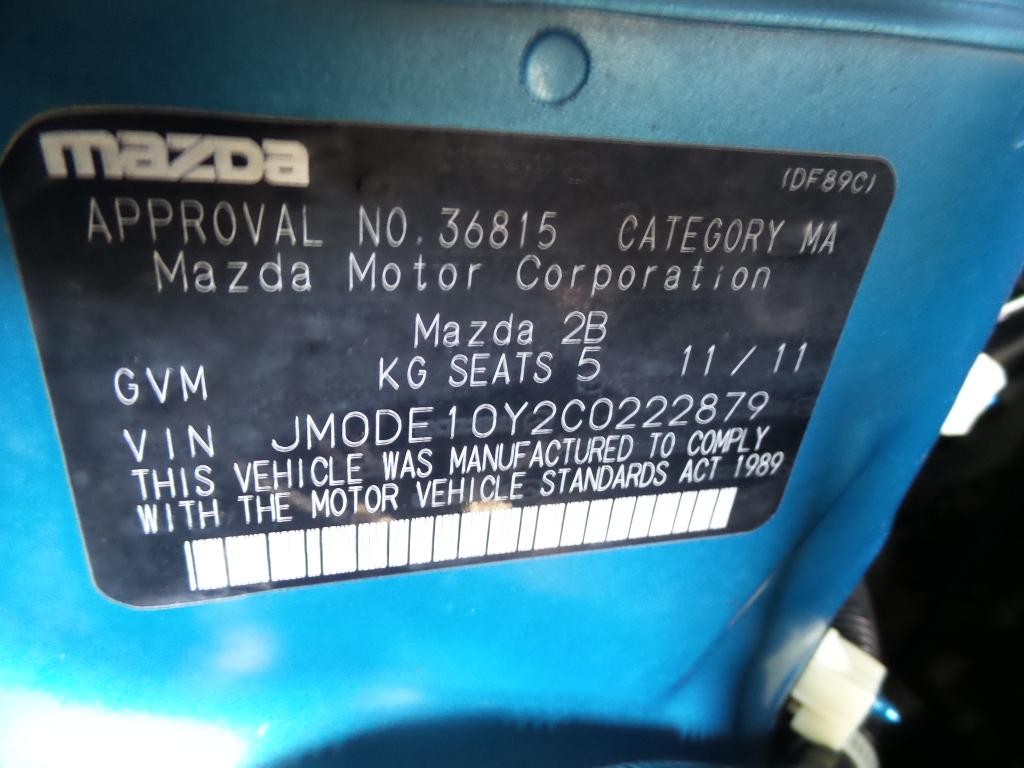 mazda
(DF89C)
APPROVAL NO. 36815 CATEGORY MA
Mazda Motor Corporation
Mazda 2B
GVM KG SEATS 5 11/11
VIN JM0DE10Y2C0222879
THIS VEHICLE WAS MANUFACTURED TO COMPLY
WITH THE MOTOR VEHICLE STANDARDS ACT 1989